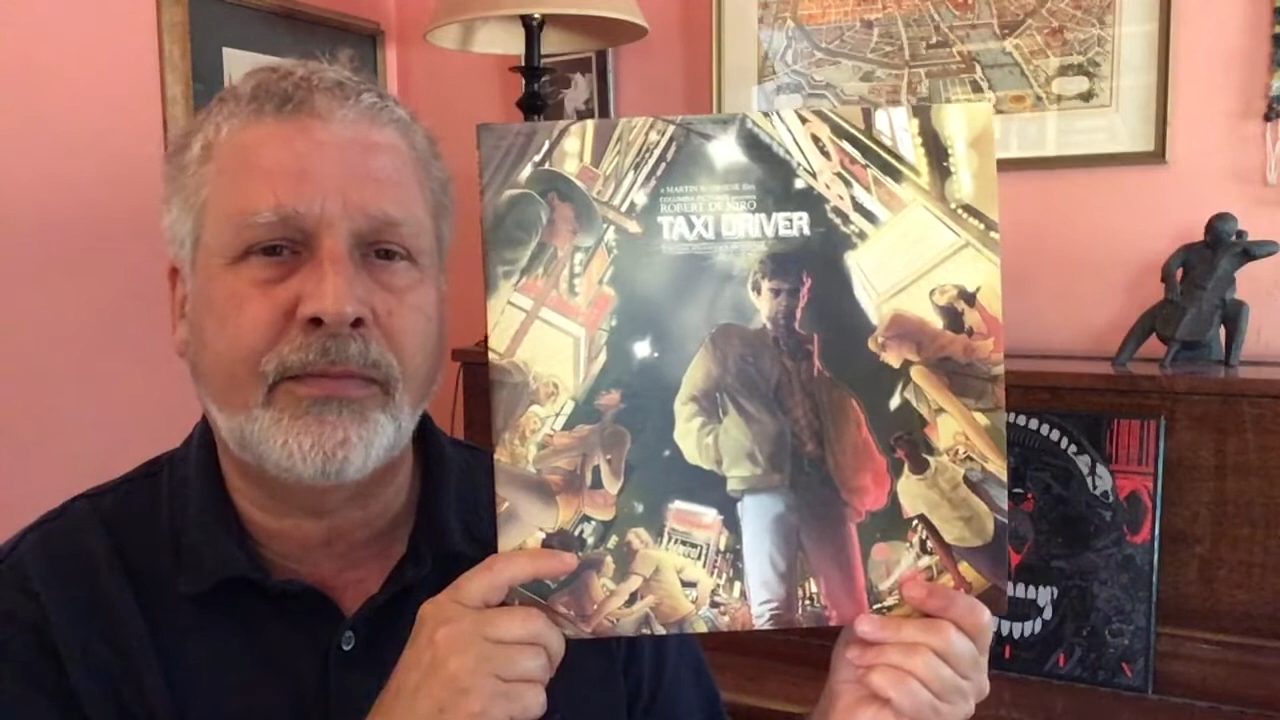 a MARTIN SCORSESE film
COLUMBIA PICTURES presents
ROBERT DE NIRO
TAXI DRIVER